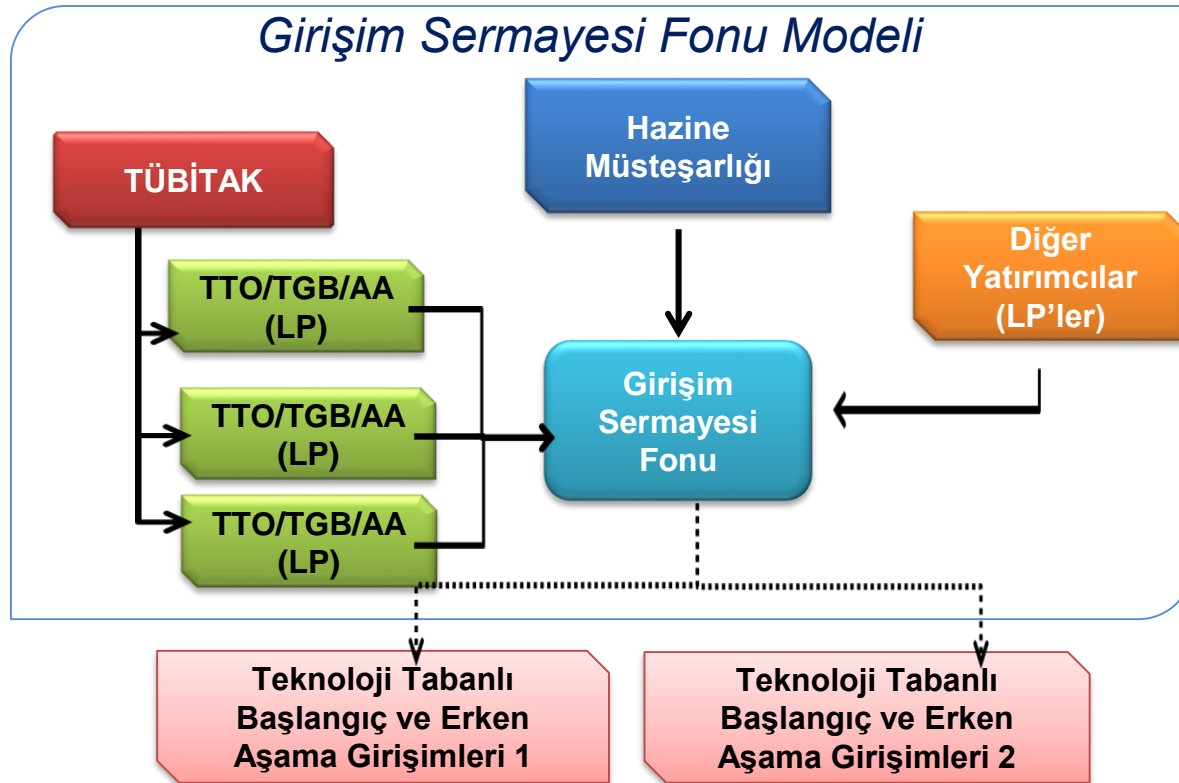 Girişim Sermayesi Fonu Modeli
Hazine
Müsteşarlığı
TÜBİTAK
Diğer
Yatırımcılar
(LP’ler)
TTO/TGB/AA
(LP)
TTO/TGB/AA
(LP)
TTO/TGB/AA
(LP)
Girişim
Sermayesi
Fonu
Teknoloji Tabanlı
Başlangıç ve Erken
Aşama Girişimleri 1
Teknoloji Tabanlı
Başlangıç ve Erken
Aşama Girişimleri 2